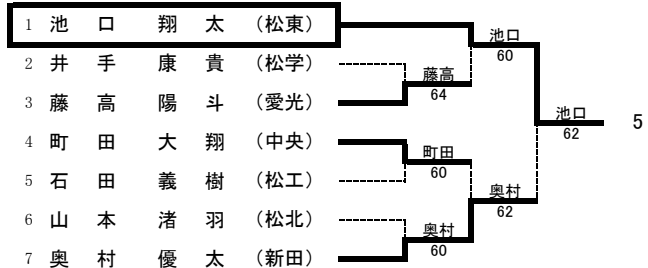 1 池口 翔太 (松東)
2 井手 康貴 (松学)
3 藤高 陽斗 (愛光)
4 町田 大翔 (中央)
5 石田 義樹 (松工)
6 山本 渚羽 (松北)
7 奥村 優太 (新田)
藤高
64
町田
60
奥村
60
池口
60
奥村
62
池口
62
5